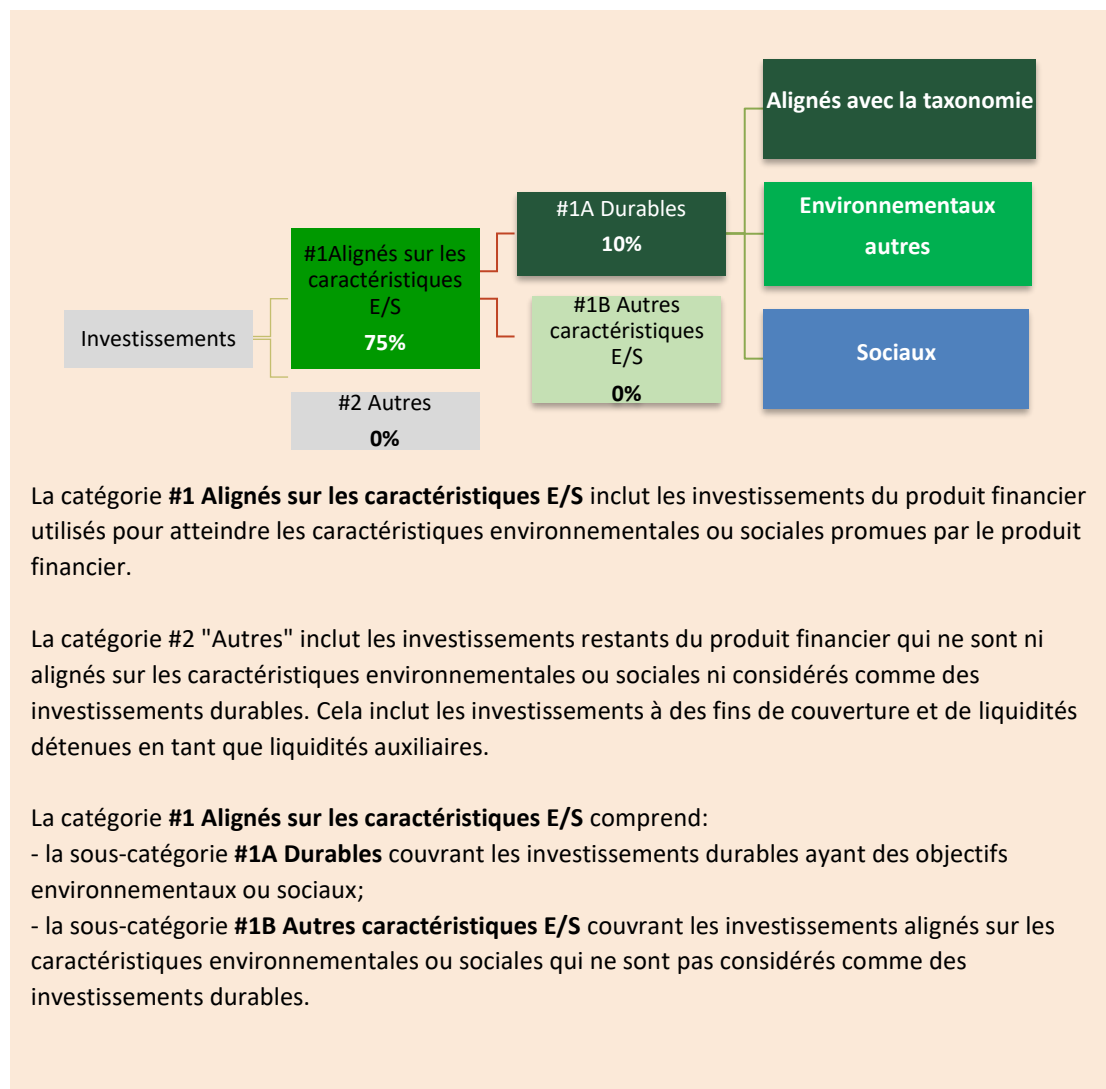 Investissements
#1Alignés sur les
caractéristiques
E/S
75%
#2 Autres
0%
#1A Durables
10%
#1B Autres
caractéristiques
E/S
0%
Alignés avec la taxonomie
Environnementaux
autres
Sociaux
La catégorie #1 Alignés sur les caractéristiques E/S inclut les investissements du produit financier
utilisés pour atteindre les caractéristiques environnementales ou sociales promues par le produit
financier.
La catégorie #2 "Autres" inclut les investissements restants du produit financier qui ne sont ni
alignés sur les caractéristiques environnementales ou sociales ni considérés comme des
investissements durables. Cela inclut les investissements à des fins de couverture et de liquidités
détenues en tant que liquidités auxiliaires.
La catégorie #1 Alignés sur les caractéristiques E/S comprend:
- la sous-catégorie #1A Durables couvrant les investissements durables ayant des objectifs
environnementaux ou sociaux;
- la sous-catégorie #1B Autres caractéristiques E/S couvrant les investissements alignés sur les
caractéristiques environnementales ou sociales qui ne sont pas considérés comme des
investissements durables.